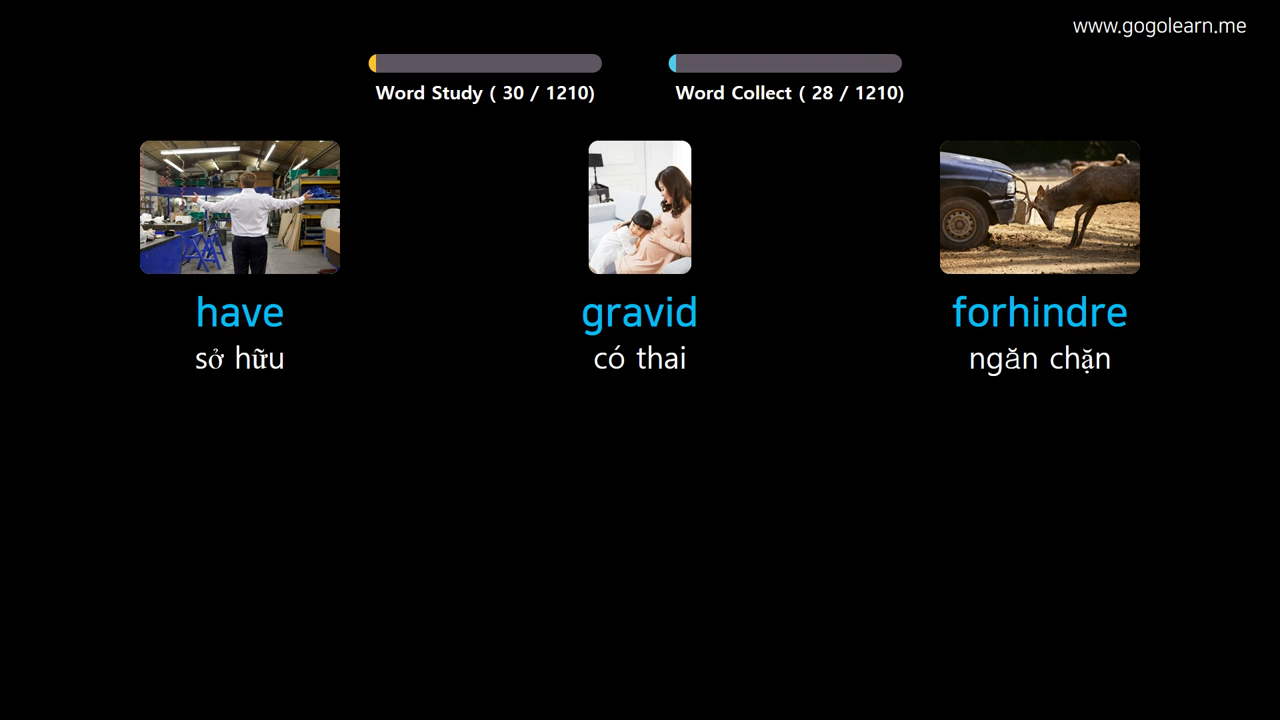 www.gogolearn.me
Word Study ( 30 / 1210)
Word Collect ( 28 / 1210)
have
sở hữu
gravid
có thai
forhindre
ngăn chặn